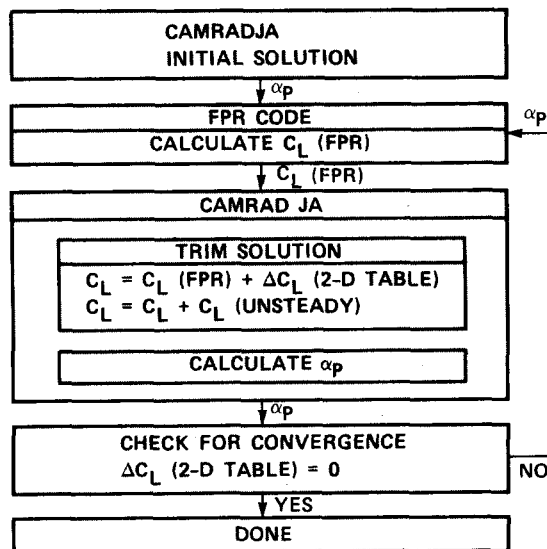 CAMRADJA
INITIAL SOLUTION
αP
FPR CODE
αP
CALCULATE CL (FPR)
CL (FPR)
CAMRAD JA
TRIM SOLUTION
CL = CL (FPR) + ΔCL (2-D TABLE)
CL = CL + CL (UNSTEADY)
CALCULATE αP
αP
CHECK FOR CONVERGENCE
ΔCL (2-D TABLE) = 0
NO
YES
DONE